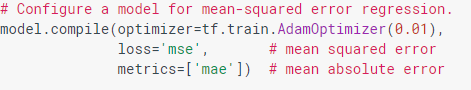 # Configure a model for mean-squared error regression.
model.compile(optimizer=tf.train.AdamOptimizer(0.01),
              loss='mse',       # mean squared error
              metrics=['mae'])  # mean absolute error